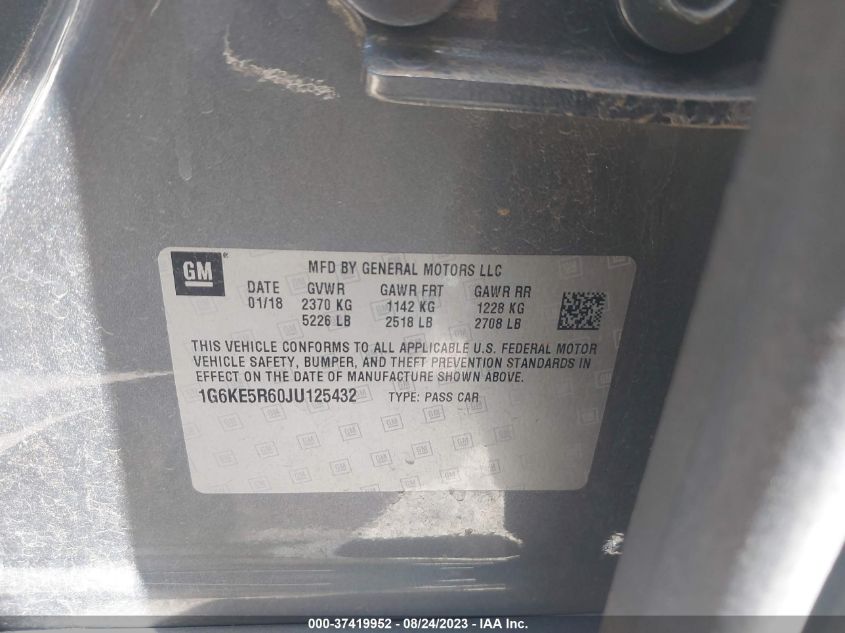 GM
MFD BY GENERAL MOTORS LLC
DATE GVWR GAWR FRT GAWR RR
01/18 2370 KG 1142 KG 1228 KG
5226 LB 2518 LB 2708 LB
THIS VEHICLE CONFORMS TO ALL APPLICABLE U.S. FEDERAL MOTOR
VEHICLE SAFETY, BUMPER, AND THEFT PREVENTION STANDARDS IN
EFFECT ON THE DATE OF MANUFACTURE SHOWN ABOVE.
1G6KE5R60JU125432 TYPE: PASS CAR
000-37419952 - 08/24/2023 - IAA Inc.